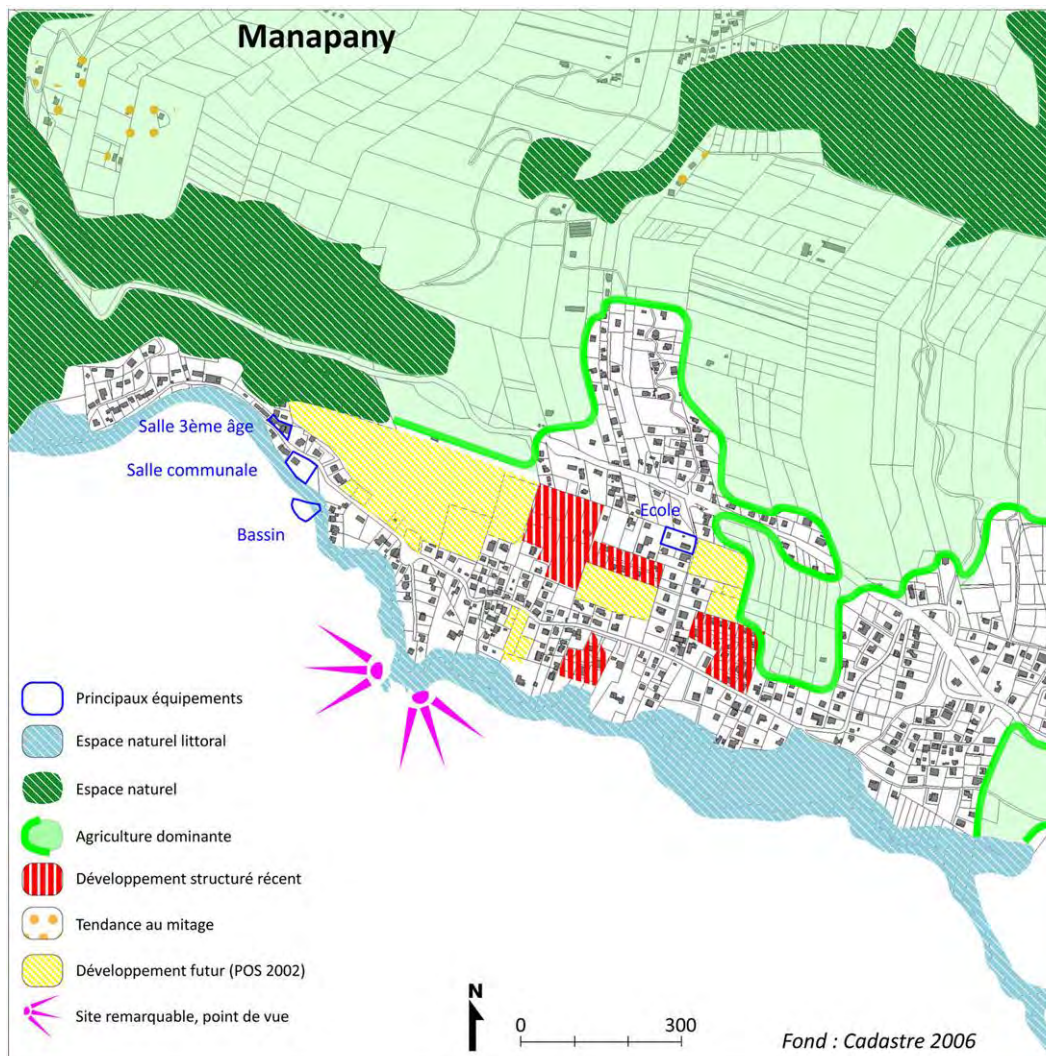 Manapany
Salle 3ème âge
Salle communale
Bassin
Ecole
Principaux équipements
Espace naturel littoral
Espace naturel
Agriculture dominante
Développement structuré récent
Tendance au mitage
Développement futur (POS 2002)
Site remarquable, point de vue
N
0 300
Fond : Cadastre 2006